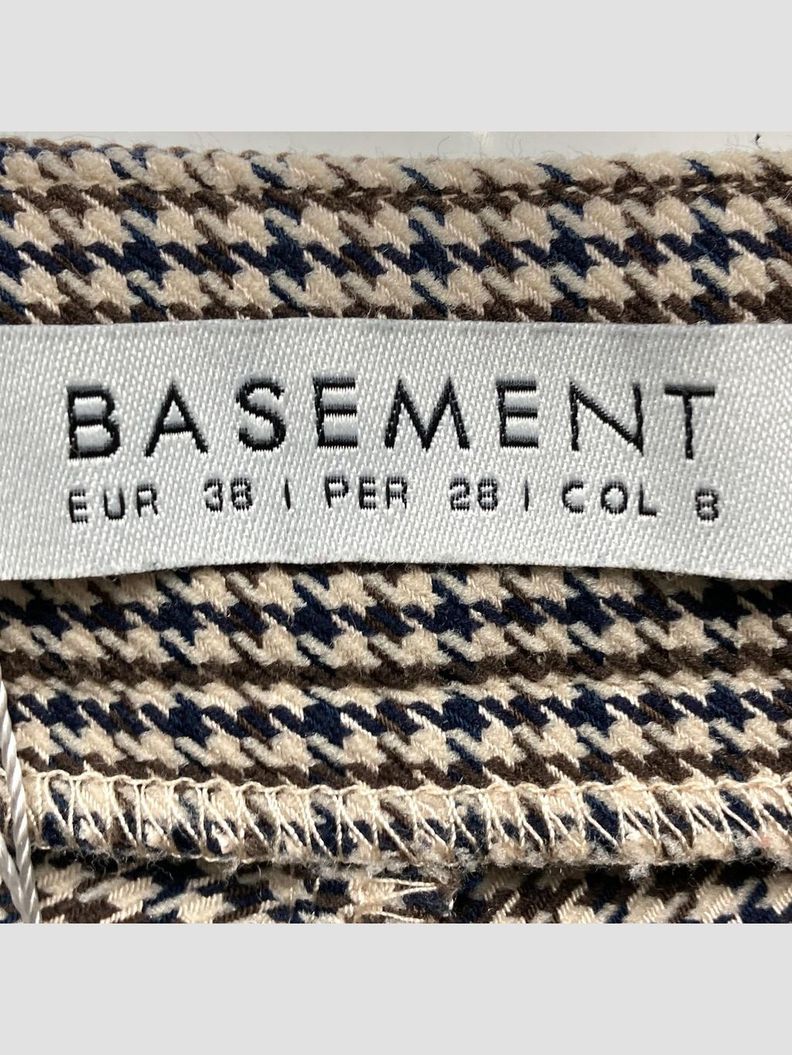 BASEMENT
EUR 38 | PER 28 | COL 8